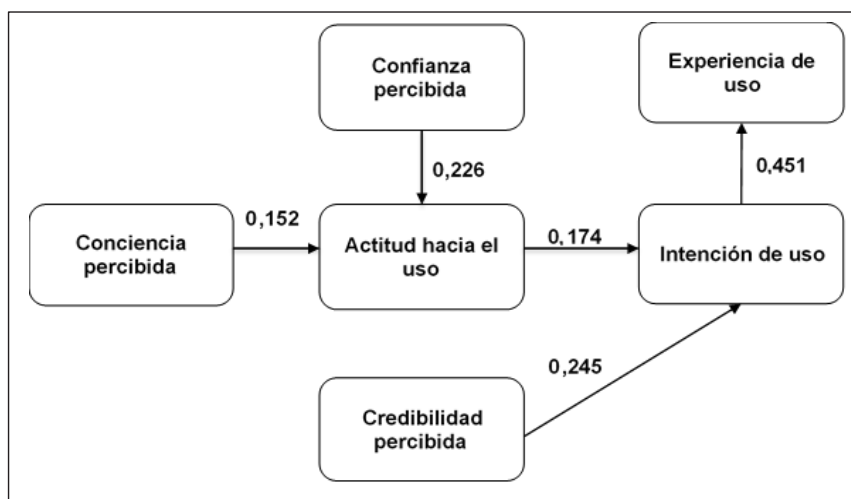 Confianza
percibida
Experiencia de
uso
0,226
0,451
0,152
Conciencia
percibida
Actitud hacia el
uso
0,174
Intención de uso
0,245
Credibilidad
percibida